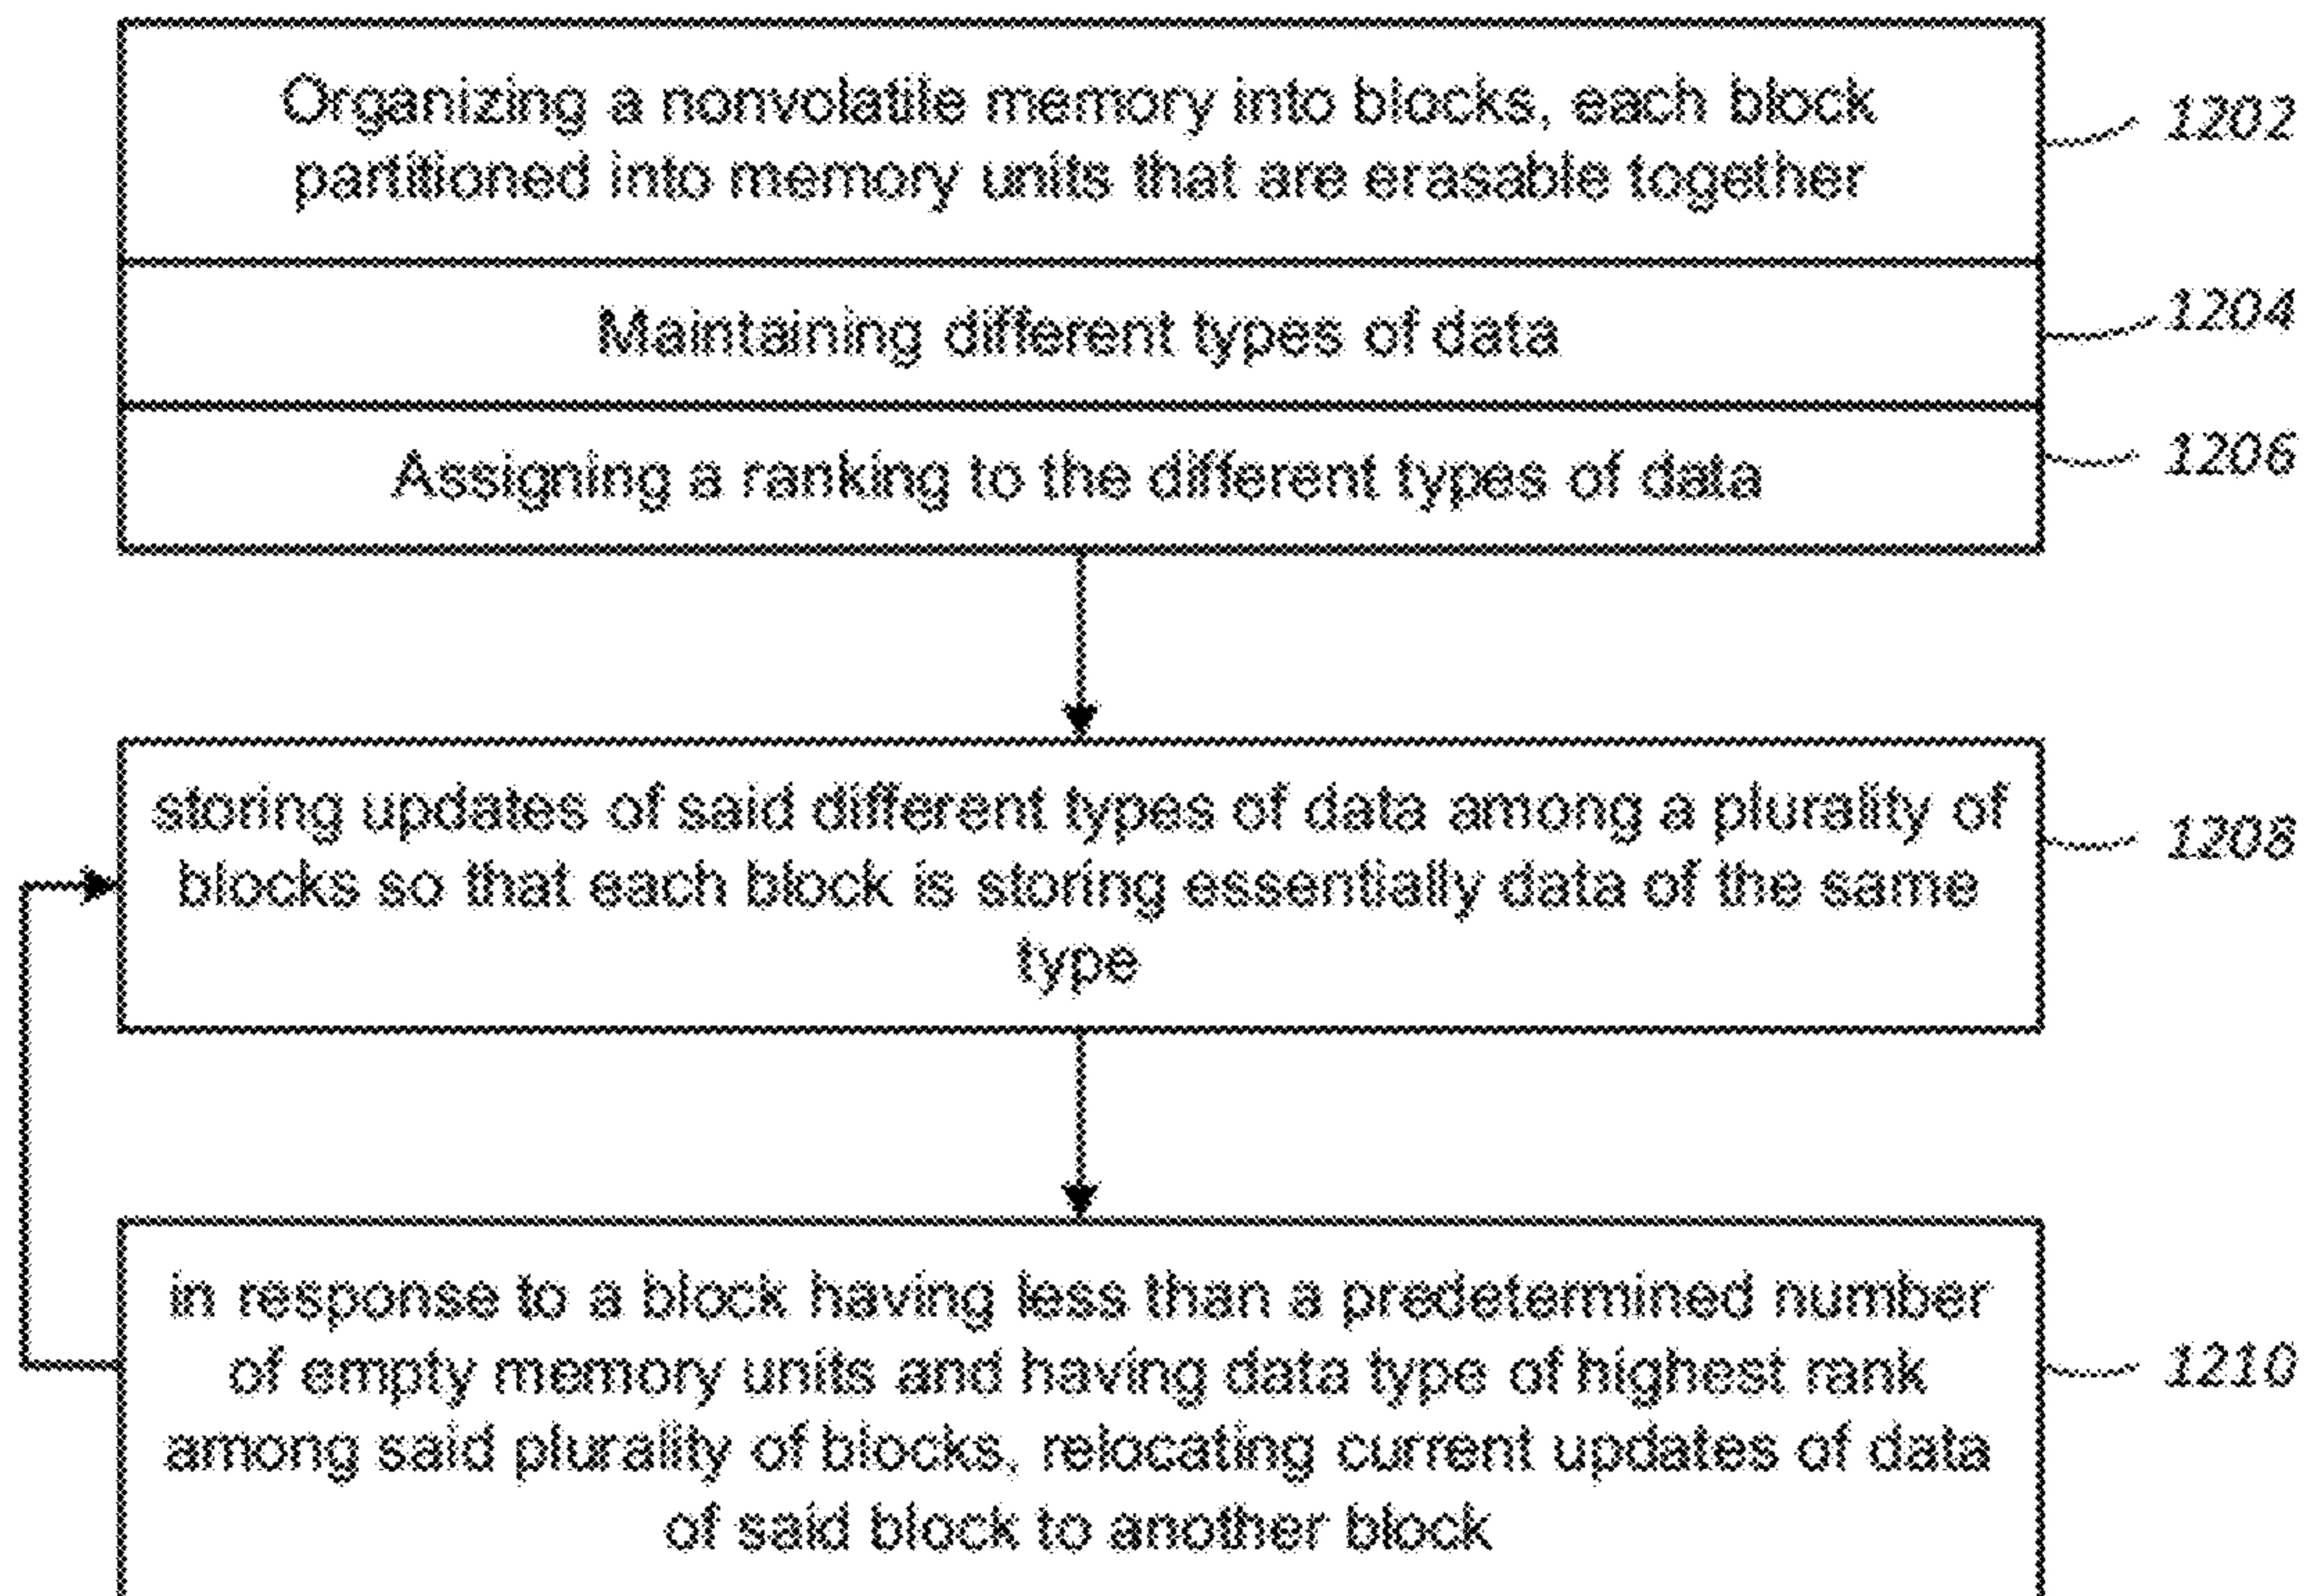 Organizing a nonvolatile memory into blocks, each block
partitioned into memory units that are erasable together
1202
Maintaining different types of data
1204
Assigning a ranking to the different types of data
1206
storing updates of said different types of data among a plurality of
blocks so that each block is storing essentially data of the same
type
1208
in response to a block having less than a predetermined number
of empty memory units and having data type of highest rank
among said plurality of blocks, relocating current updates of data
of said block to another block
1210